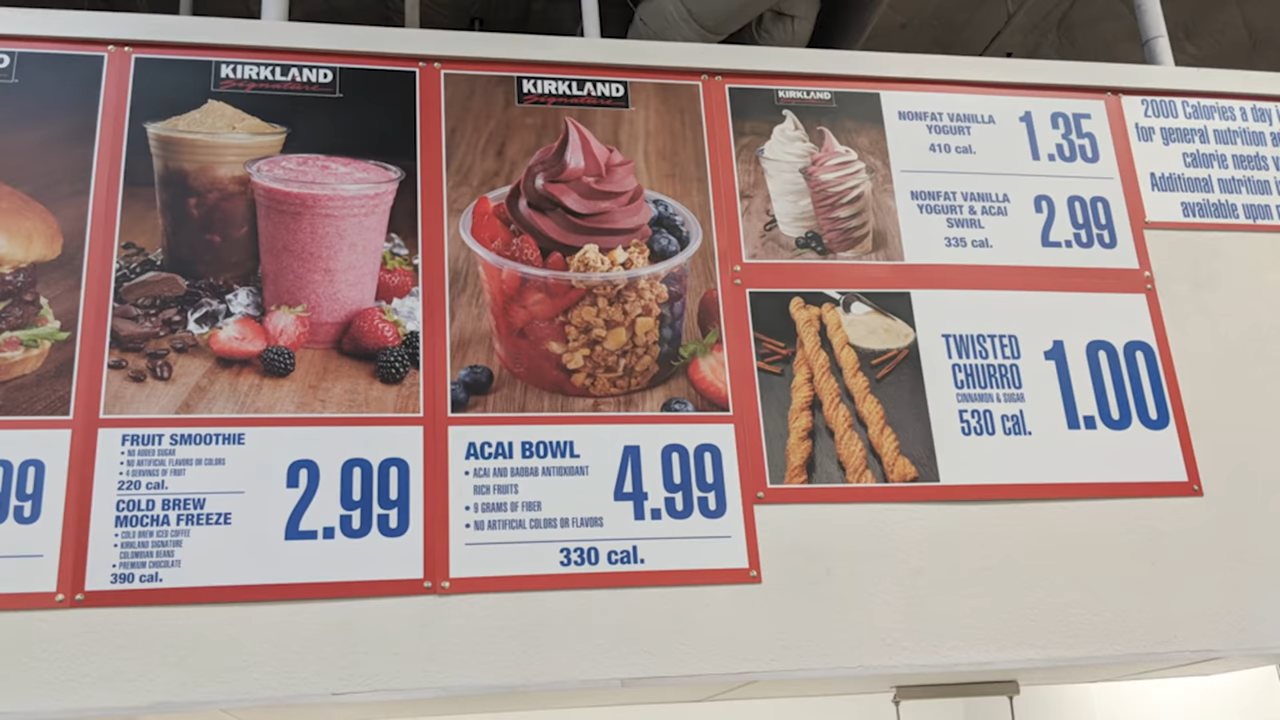 99
KIRKLAND
Signature
FRUIT SMOOTHIE
• NO ADDED SUGAR
• NO ARTIFICIAL FLAVORS OR COLORS
• 4 SERVINGS OF FRUIT
220 cal.
COLD BREW
MOCHA FREEZE
• COLD BREW ICED COFFEE
• KIRKLAND SIGNATURE
COLOMBIAN BEANS
• PREMIUM CHOCOLATE
390 cal.
2.99
KIRKLAND
Signature
ACAI BOWL
• ACAI AND BAOBAB ANTIOXIDANT
RICH FRUITS
• 9 GRAMS OF FIBER
• NO ARTIFICIAL COLORS OR FLAVORS
4.99
330 cal.
KIRKLAND
Signature
NONFAT VANILLA
YOGURT
410 cal.
1.35
NONFAT VANILLA
YOGURT & ACAI
SWIRL
335 cal.
2.99
TWISTED
CHURRO
CINNAMON & SUGAR
530 cal.
1.00
2000 Calories a day
for general nutrition
calorie needs
Additional nutrition
available upon